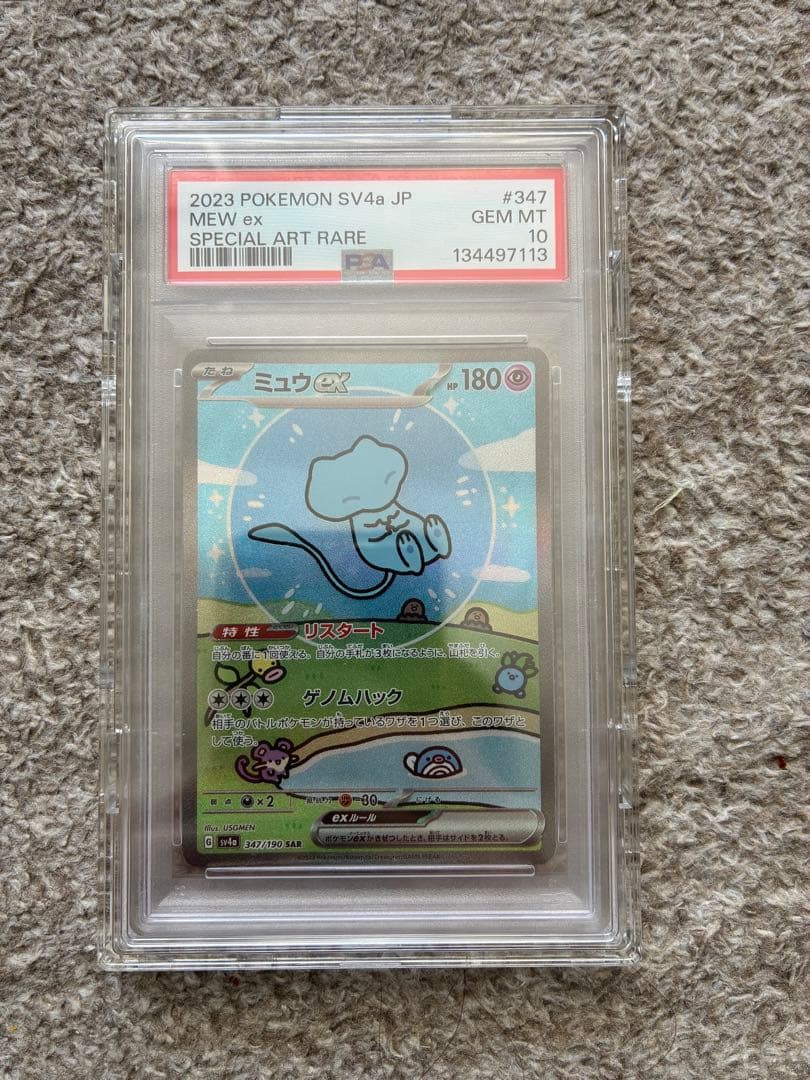 2023 POKEMON SV4a JP #347
MEW ex GEM MT
SPECIAL ART RARE 10
PSA 134497113
たね ミュウex HP 180
特性 リスタート
自分の番に1回使える。自分の手札が3枚になるように、山札を引く。
ゲノムハック
相手のバトルポケモンが持っているワザを1つ選び、このワザと
して使う。
弱点 ×2 30 にげる
exルール
ポケモンexがきぜつしたとき、相手はサイドを2枚とる。
Illus. USGMEN
G sv4a 347/190 SAR